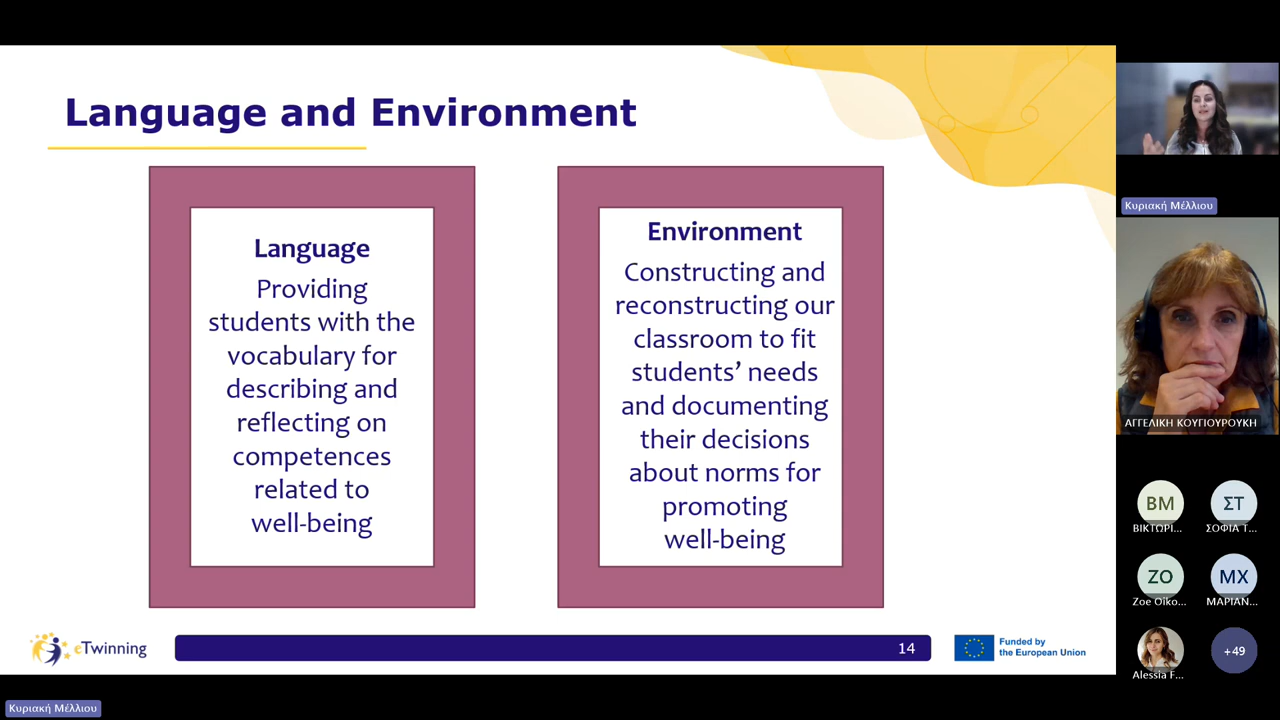 Language and Environment
Language
Providing
students with the
vocabulary for
describing and
reflecting on
competences
related to
well-being
Environment
Constructing and
reconstructing our
classroom to fit
students’ needs
and documenting
their decisions
about norms for
promoting
well-being
eTwinning
14
Funded by
the European Union
Κυριακή Μέλλιου
ΑΓΓΕΛΙΚΗ ΚΟΥΓΙΟΥΡΟΥΚΗ
ΒΜ
ΒΙΚΤΩΡΙ...
ΣΤ
ΣΟΦΙΑ Τ...
ZO
Zoe Oiko...
ΜΧ
ΜΑΡΙΑΝ...
Alessia F...
+49
Κυριακή Μέλλιου